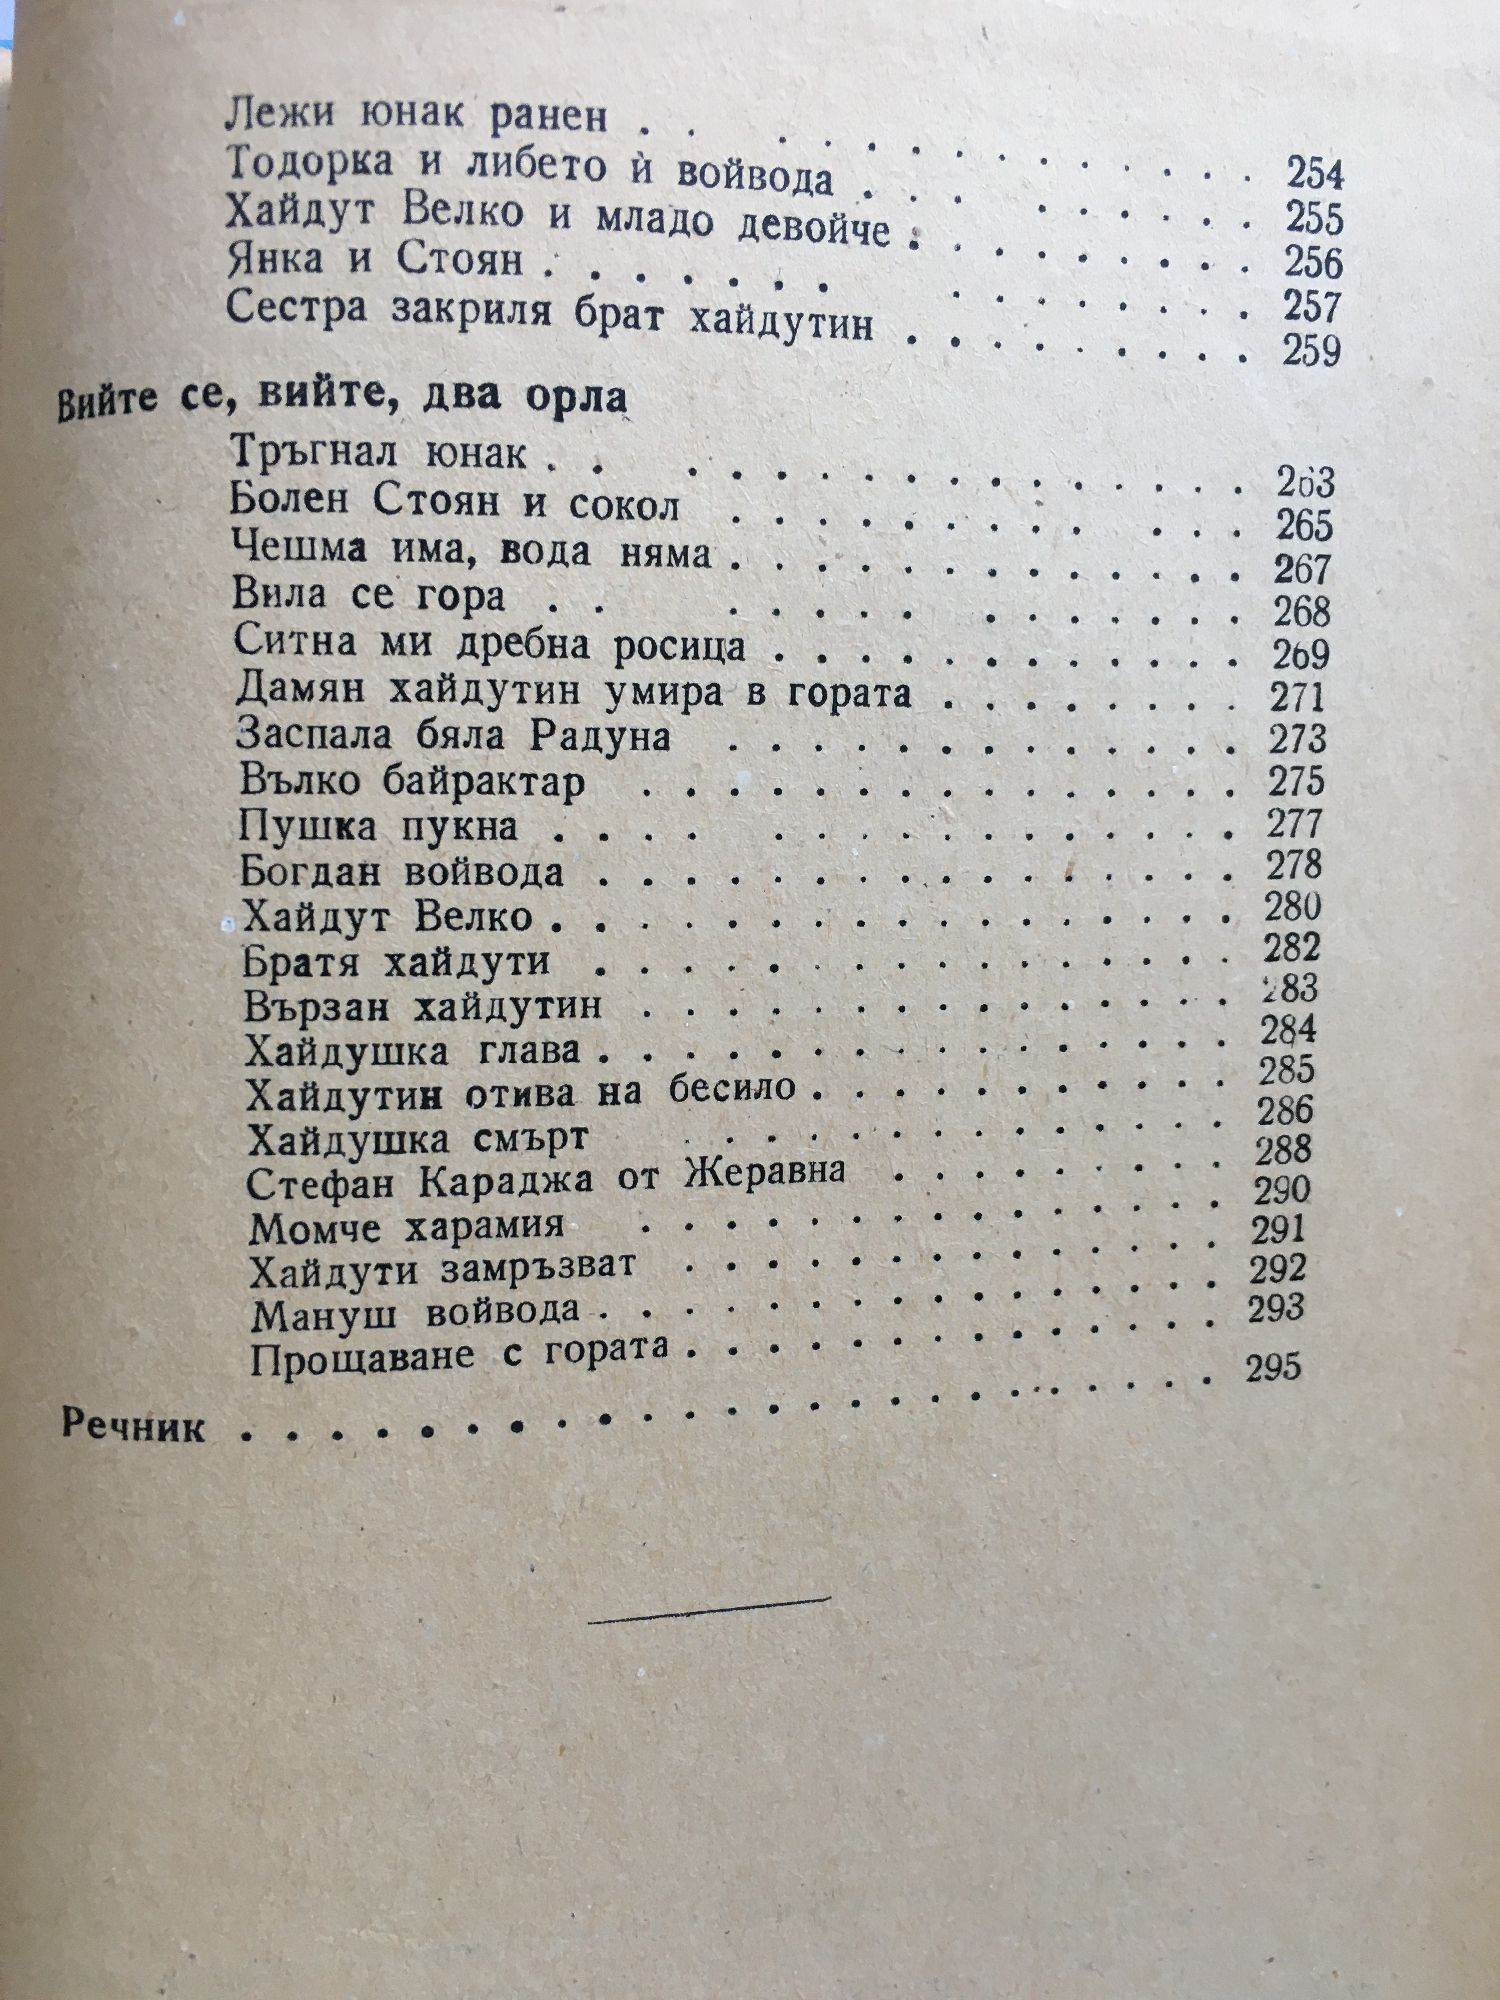 Лежи юнак ранен . . . . . . . . . . . . . 254
Тодорка и либето ѝ войвода . . . . . . . . . 255
Хайдут Велко и младо девойче . . . . . . . . 256
Янка и Стоян . . . . . . . . . . . . . . 257
Сестра закриля брат хайдутин . . . . . . . . . 259
Вийте се, вийте, два орла
Тръгнал юнак . . . . . . . . . . . . . . . 263
Болен Стоян и сокол . . . . . . . . . . . . 265
Чешма има, вода няма . . . . . . . . . . . . 267
Вила се гора . . . . . . . . . . . . . 268
Ситна ми дребна росица . . . . . . . . . . . 269
Дамян хайдутин умира в гората . . . . . . . . 271
Заспала бяла Радуна . . . . . . . . . . . . 273
Вълко байрактар . . . . . . . . . . . . . . 275
Пушка пукна . . . . . . . . . . . . . . . 277
Богдан войвода . . . . . . . . . . . . . . . 278
Хайдут Велко . . . . . . . . . . . . . . . . 280
Братя хайдути . . . . . . . . . . . . . . . 282
Вързан хайдутин . . . . . . . . . . . . . . 283
Хайдушка глава . . . . . . . . . . . . . . . 284
Хайдутин отива на бесило . . . . . . . . . . 285
Хайдушка смърт . . . . . . . . . . . . . 286
Стефан Караджа от Жеравна . . . . . . . . 288
Момче харамия . . . . . . . . . . . . . . 290
Хайдути замръзват . . . . . . . . . . . . . 291
Мануш войвода . . . . . . . . . . . . . . . 292
Прощаване с гората . . . . . . . . . . . . . 293
Речник . . . . . . . . . . . . . . . . . . . . . . . 295